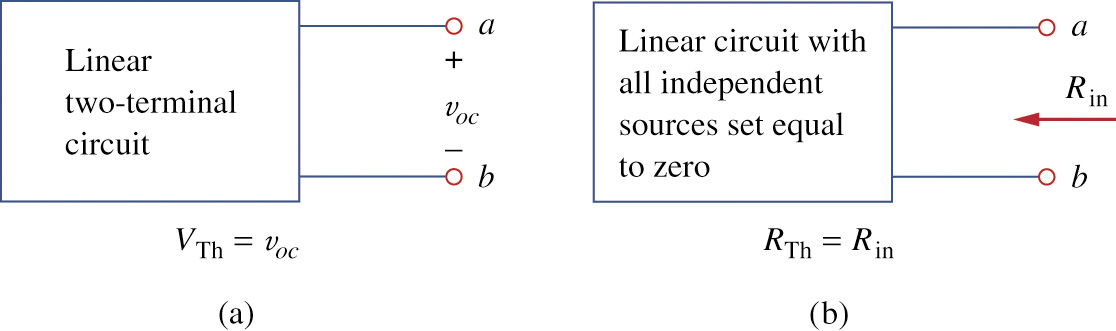 Linear
two-terminal
circuit
a
+
v_oc
–
b
V_Th = v_oc
(a)
Linear circuit with
all independent
sources set equal
to zero
a
R_in
b
R_Th = R_in
(b)